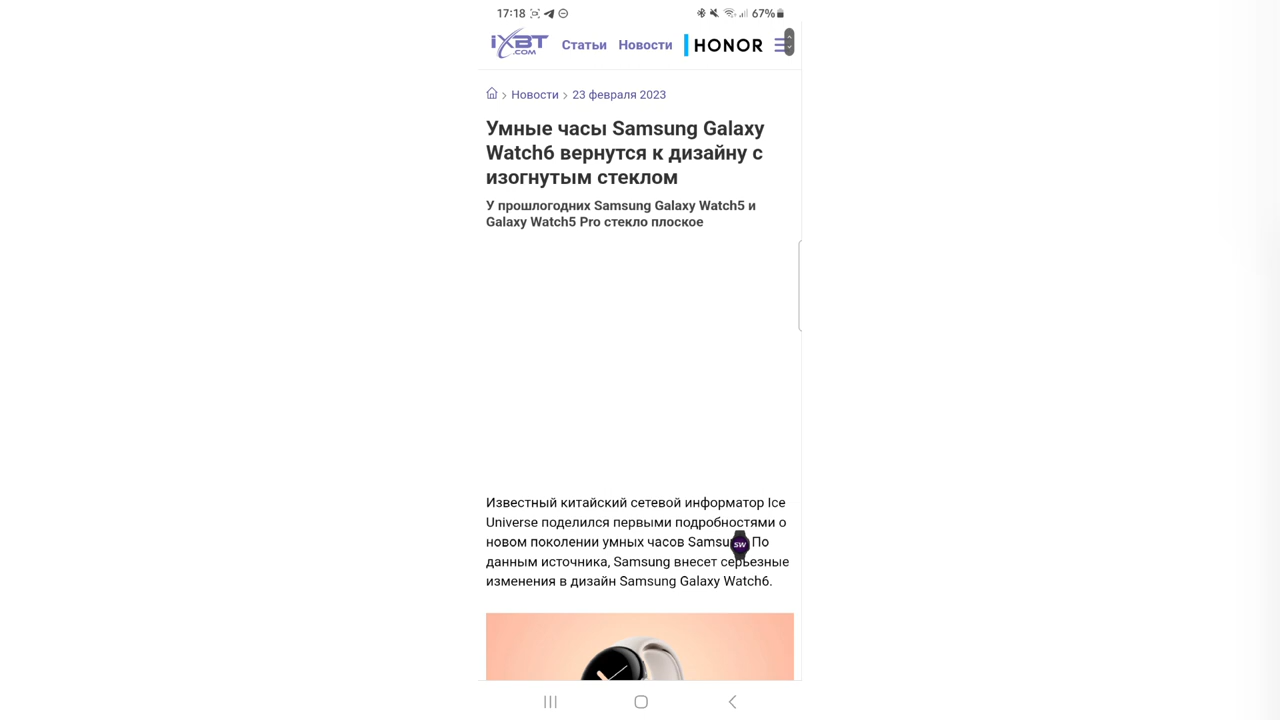 17:18 67%
iXBT .COM Статьи Новости HONOR
Новости > 23 февраля 2023
Умные часы Samsung Galaxy
Watch6 вернутся к дизайну с
изогнутым стеклом
У прошлогодних Samsung Galaxy Watch5 и
Galaxy Watch5 Pro стекло плоское
Известный китайский сетевой информатор Ice
Universe поделился первыми подробностями о
новом поколении умных часов Samsu SW По
данным источника, Samsung внесет серьезные
изменения в дизайн Samsung Galaxy Watch6.